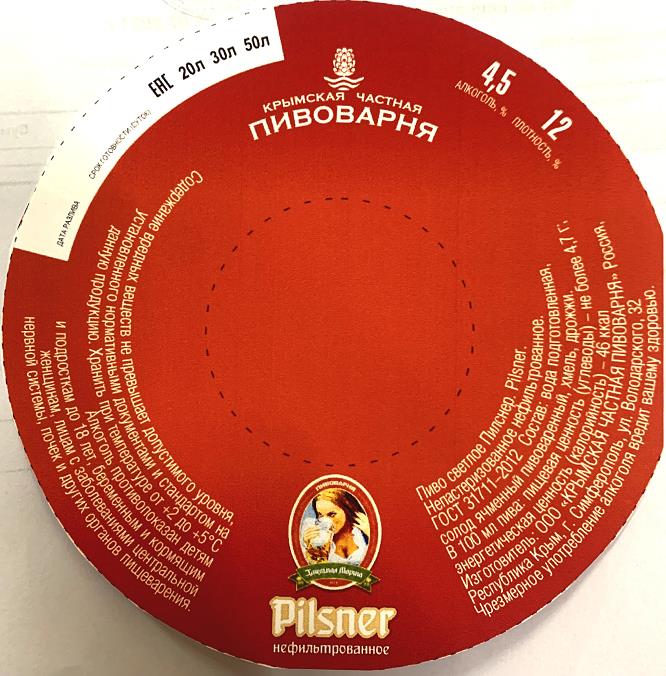 ЕАС 20л 30л 50л
СРОК ГОТОВНОСТИ (СУТОК)
ДАТА РАЗЛИВА
КРЫМСКАЯ ЧАСТНАЯ
ПИВОВАРНЯ
4,5
АЛКОГОЛЬ, %
12
ПЛОТНОСТЬ, %
Содержание вредных веществ не превышает допустимого уровня,
установленного нормативными документами и стандартом на
данную продукцию. Хранить при температуре от +2 до +5°С
Алкоголь противопоказан детям
и подросткам до 18 лет, беременным и кормящим
женщинам, лицам с заболеваниями центральной
нервной системы, почек и других органов пищеварения.
Пиво светлое Пилснер. Pilsner.
Непастеризованное нефильтрованное.
ГОСТ 31711-2012 Состав: вода подготовленная,
солод ячменный пивоваренный, хмель, дрожжи.
В 100 мл пива: пищевая ценность (углеводы) – не более 4,7 г;
энергетическая ценность (калорийность) – 46 ккал
Изготовитель: ООО «КРЫМСКАЯ ЧАСТНАЯ ПИВОВАРНЯ» Россия,
Республика Крым, г. Симферополь, ул. Володарского, 32
Чрезмерное употребление алкоголя вредит вашему здоровью.
ПИВОВАРНЯ
Pilsner
нефильтрованное